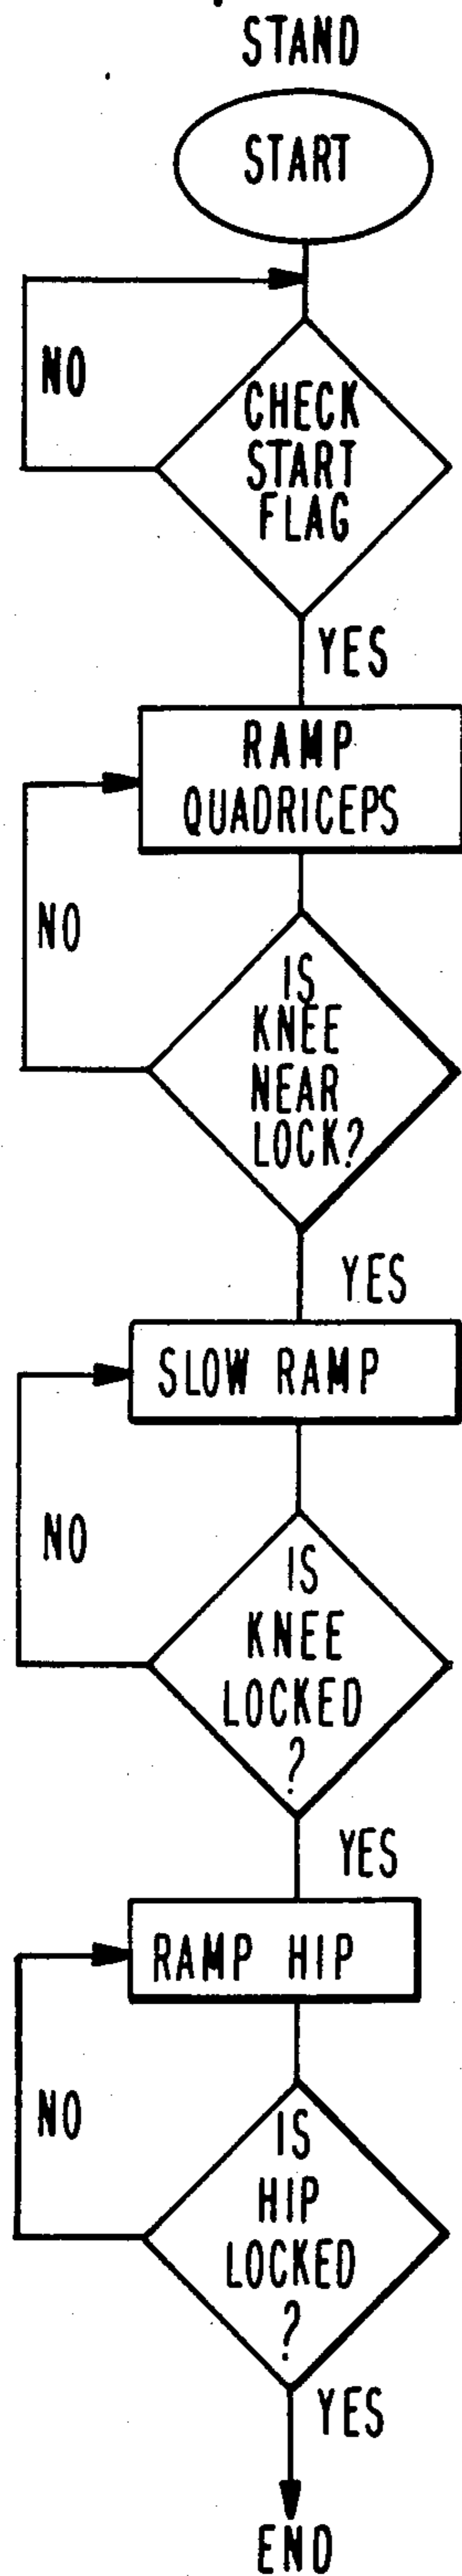 STAND
START
NO
CHECK
START
FLAG
YES
RAMP
QUADRICEPS
NO
IS
KNEE
NEAR
LOCK?
YES
SLOW RAMP
NO
IS
KNEE
LOCKED
?
YES
RAMP HIP
NO
IS
HIP
LOCKED
?
YES
END